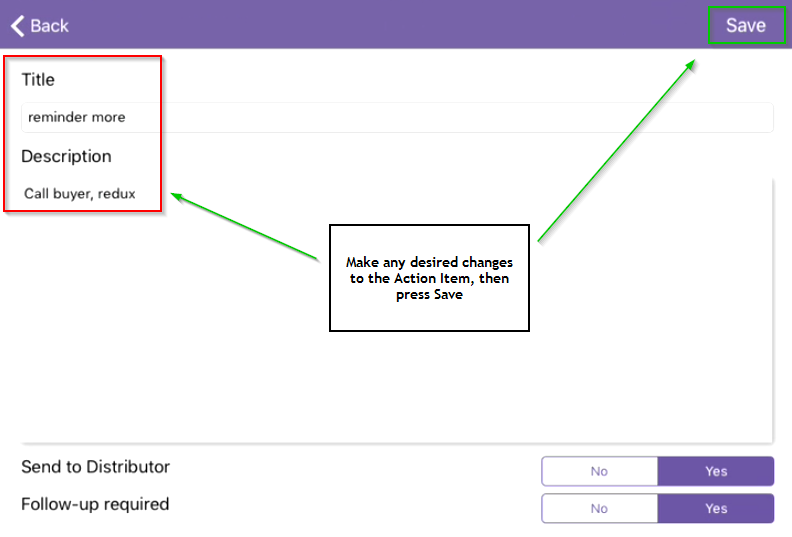 Back
Save
Title
reminder more
Description
Call buyer, redux
Make any desired changes
to the Action Item, then
press Save
Send to Distributor
No
Yes
Follow-up required
No
Yes